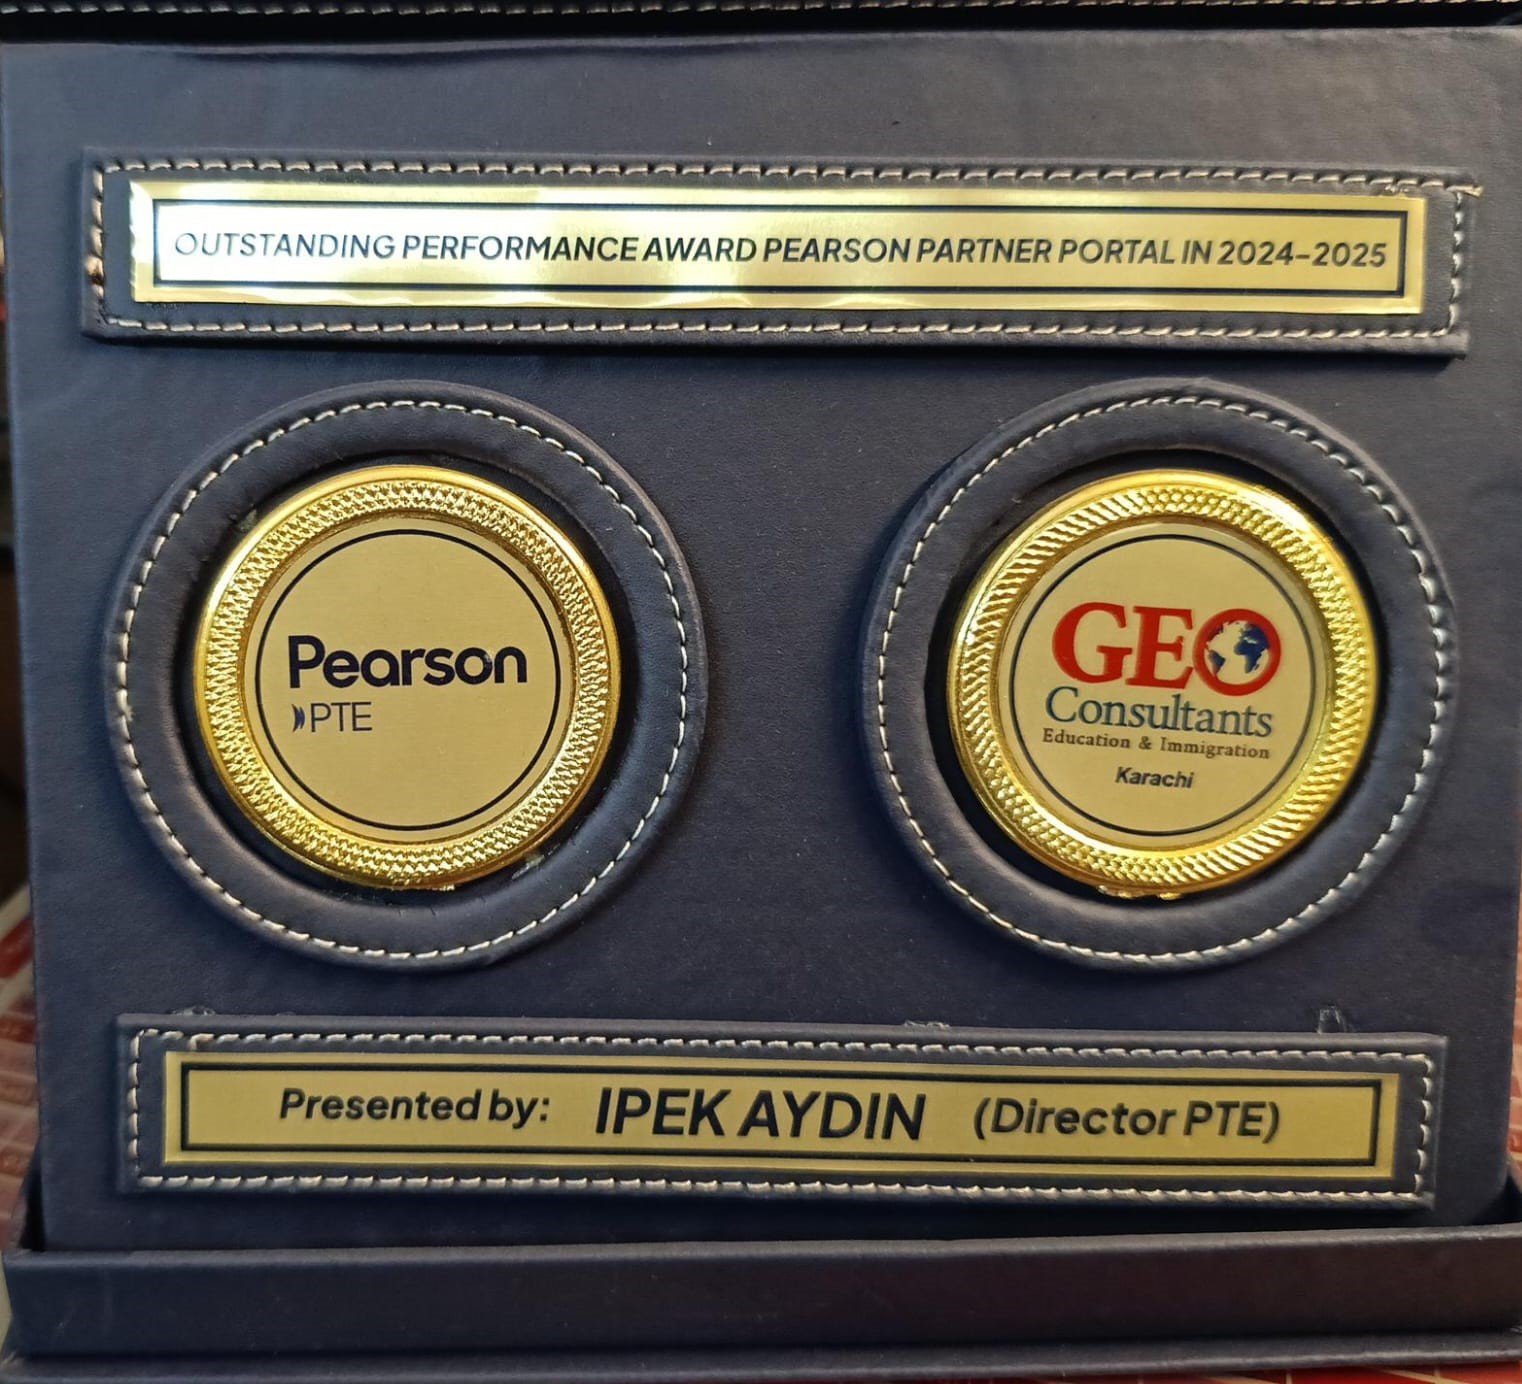 OUTSTANDING PERFORMANCE AWARD PEARSON PARTNER PORTAL IN 2024-2025
Pearson
PTE
GEO
Consultants
Education & Immigration
Karachi
Presented by: IPEK AYDIN (Director PTE)